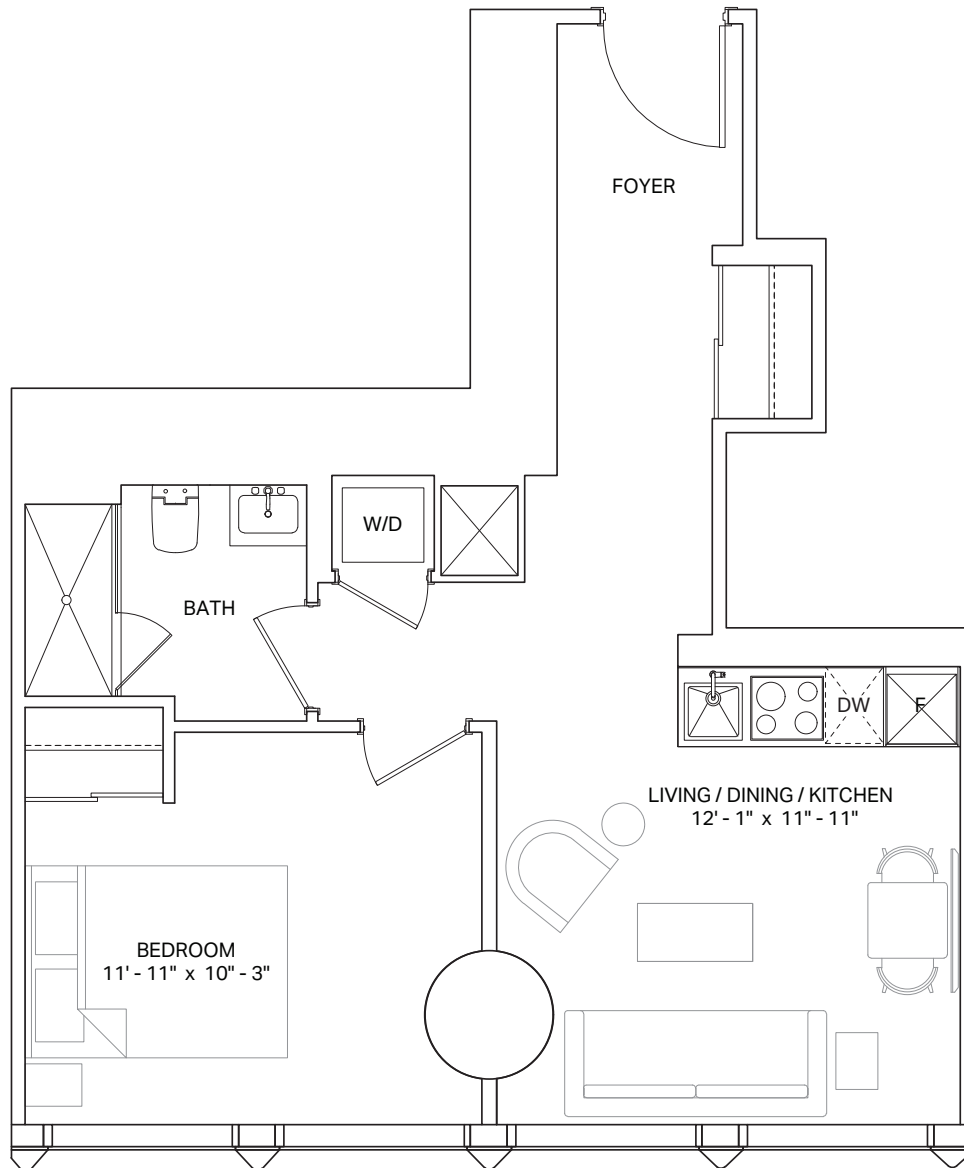 FOYER
W/D
BATH
DW
F
LIVING / DINING / KITCHEN
12' - 1" x 11" - 11"
BEDROOM
11' - 11" x 10" - 3"